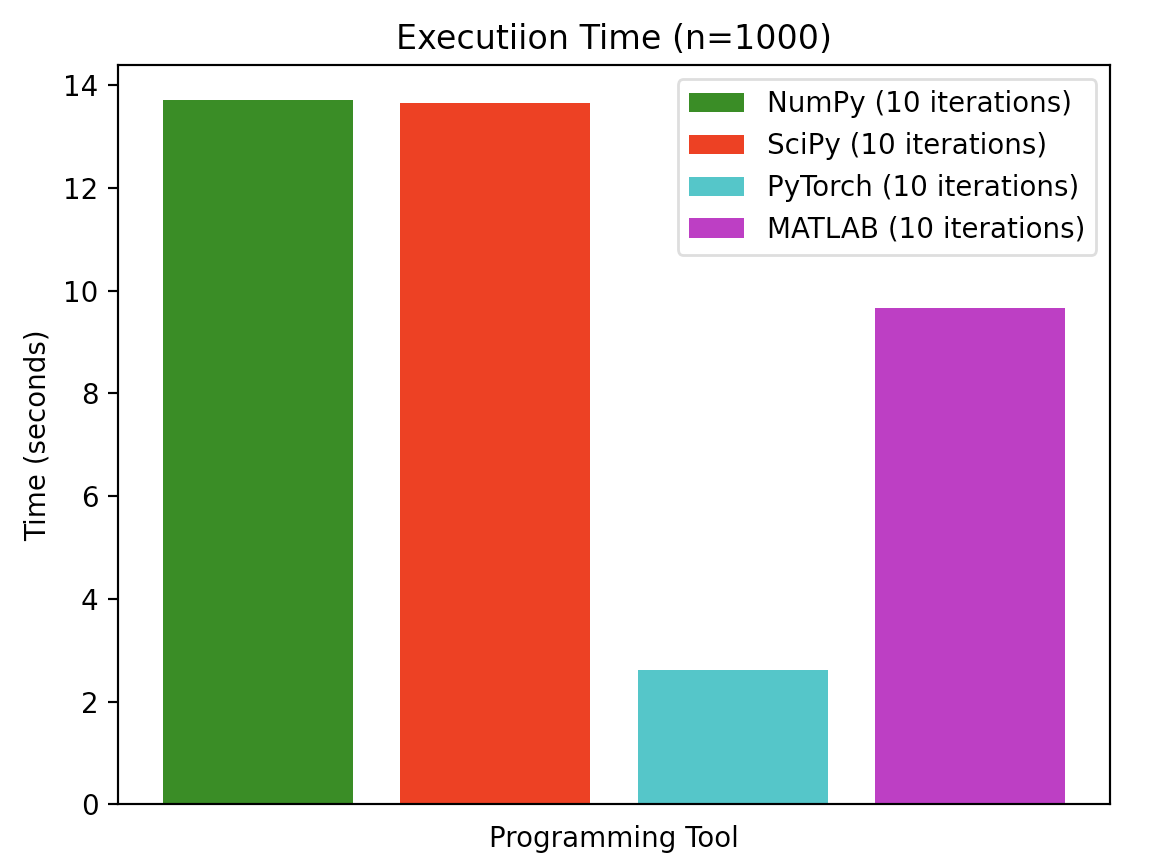 Executiion Time (n=1000)
14
12
10
8
6
4
2
0
Time (seconds)
NumPy (10 iterations)
SciPy (10 iterations)
PyTorch (10 iterations)
MATLAB (10 iterations)
Programming Tool